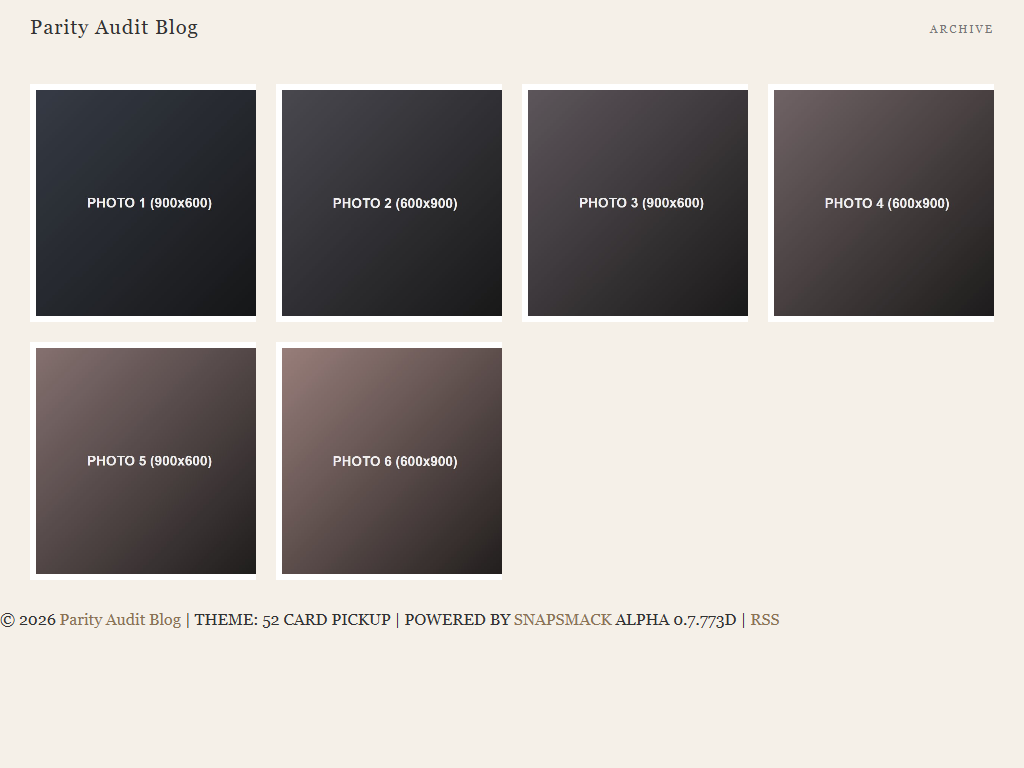 Parity Audit Blog
ARCHIVE
PHOTO 1 (900x600)
PHOTO 2 (600x900)
PHOTO 3 (900x600)
PHOTO 4 (600x900)
PHOTO 5 (900x600)
PHOTO 6 (600x900)
© 2026 Parity Audit Blog | THEME: 52 CARD PICKUP | POWERED BY SNAPSMACK ALPHA 0.7.773D | RSS